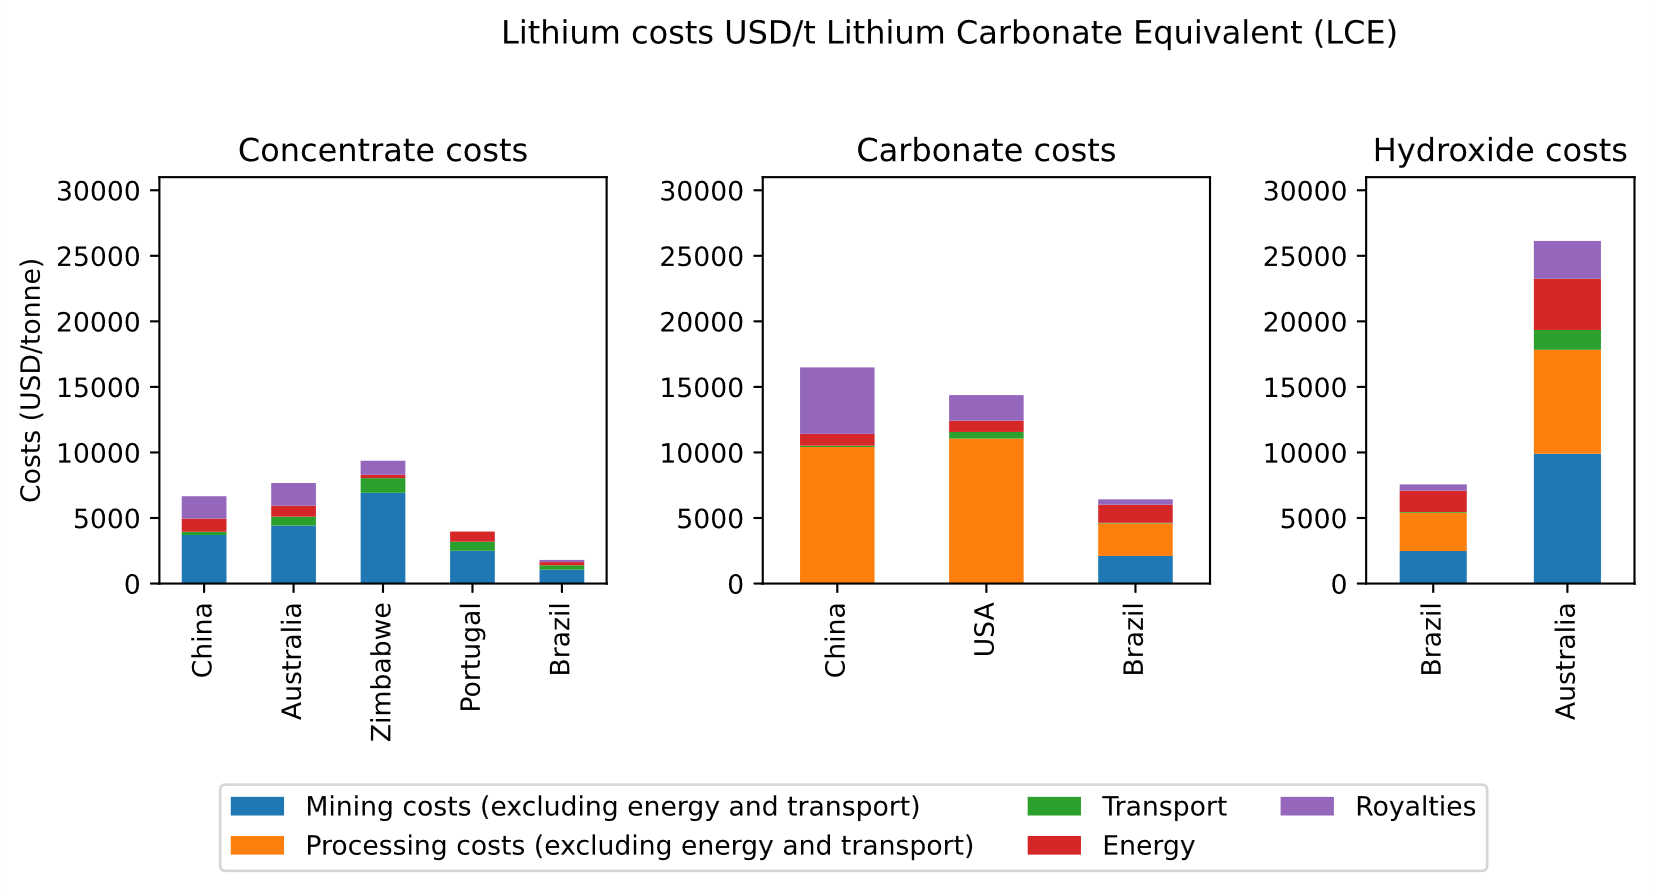 Lithium costs USD/t Lithium Carbonate Equivalent (LCE)
Concentrate costs
Costs (USD/tonne)
30000
25000
20000
15000
10000
5000
0
China
Australia
Zimbabwe
Portugal
Brazil
Carbonate costs
30000
25000
20000
15000
10000
5000
0
China
USA
Brazil
Hydroxide costs
30000
25000
20000
15000
10000
5000
0
Brazil
Australia
Mining costs (excluding energy and transport)
Processing costs (excluding energy and transport)
Transport
Energy
Royalties